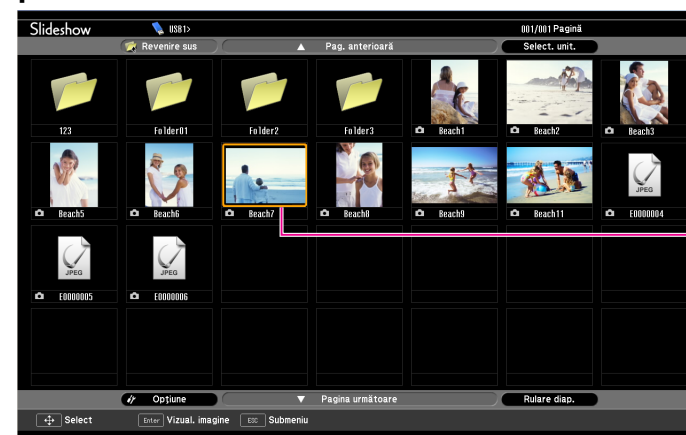 Slideshow USB1> 001/001 Pagină
Revenire sus ▲ Pag. anterioară Select. unit.
123 Folder01 Folder2 Folder3 Beach1 Beach2 Beach3
JPEG
Beach5 Beach6 Beach7 Beach8 Beach9 Beach11 E0000004
JPEG JPEG
E0000005 E0000006
Opțiune ▼ Pagina următoare Rulare diap.
Select Enter Vizual. imagine ESC Submeniu